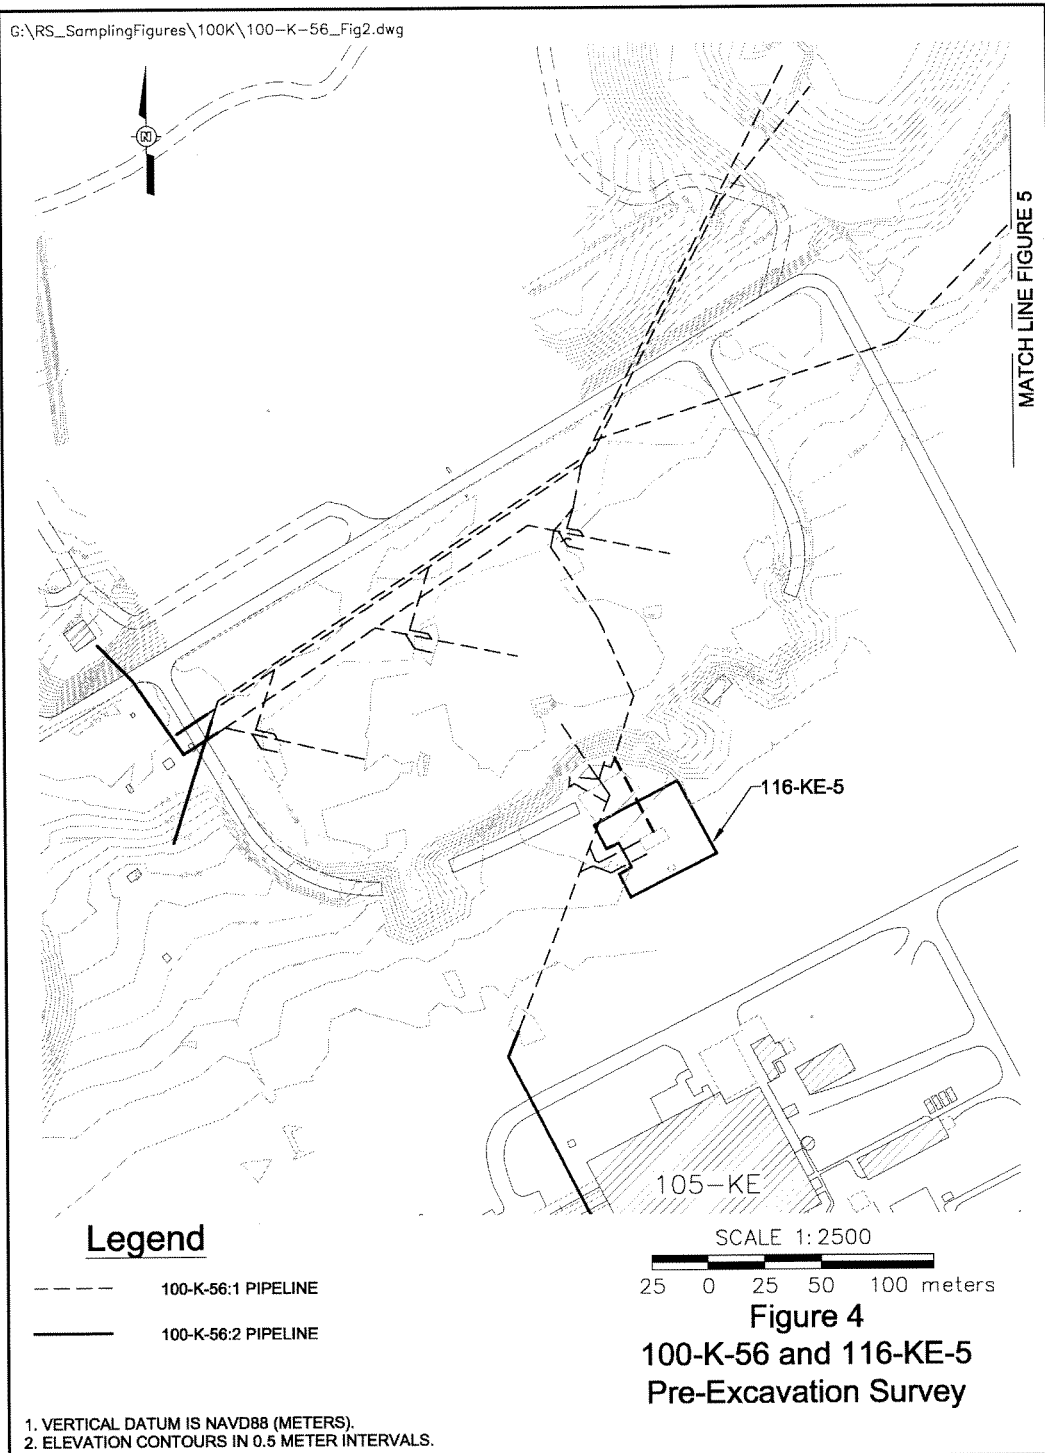 G:\RS_SamplingFigures\100K\100-K-56_Fig2.dwg
N
MATCH LINE FIGURE 5
116-KE-5
105-KE
Legend
100-K-56:1 PIPELINE
100-K-56:2 PIPELINE
SCALE 1:2500
25 0 25 50 100 meters
Figure 4
100-K-56 and 116-KE-5
Pre-Excavation Survey
1. VERTICAL DATUM IS NAVD88 (METERS).
2. ELEVATION CONTOURS IN 0.5 METER INTERVALS.